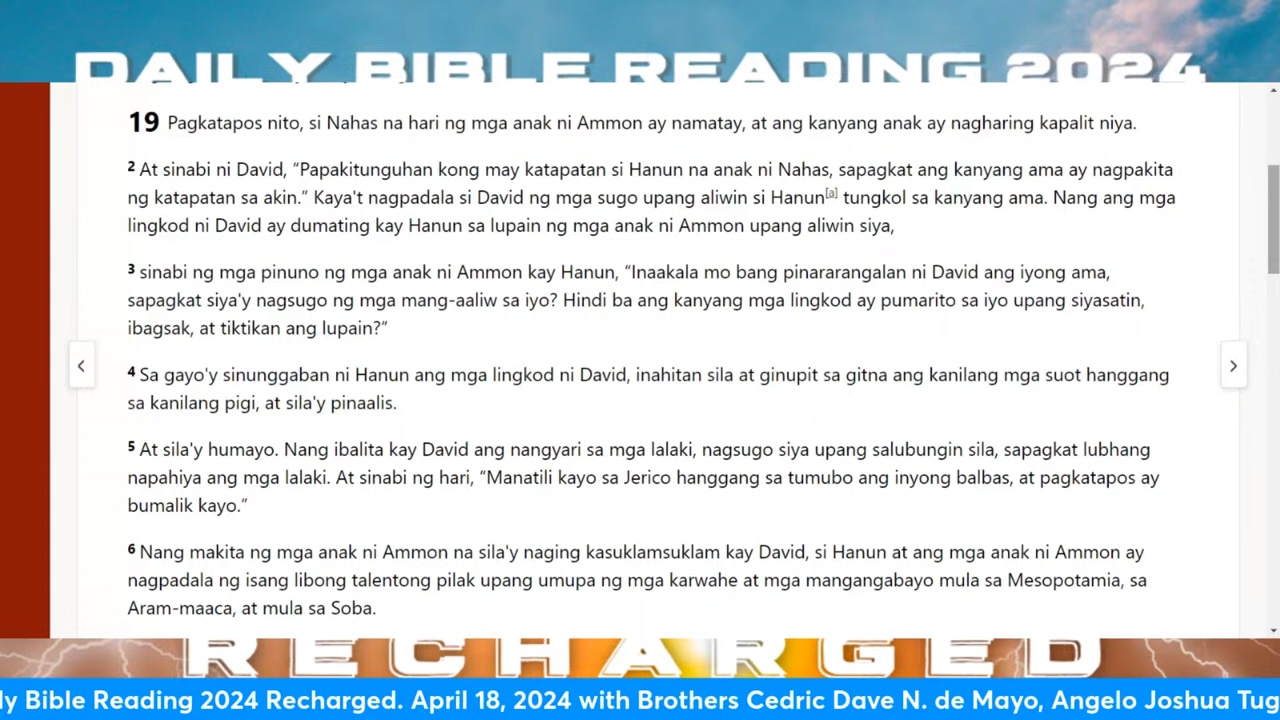 DAILY BIBLE READING 2024
19 Pagkatapos nito, si Nahas na hari ng mga anak ni Ammon ay namatay, at ang kanyang anak ay nagharing kapalit niya.
2 At sinabi ni David, “Papakitunguhan kong may katapatan si Hanun na anak ni Nahas, sapagkat ang kanyang ama ay nagpakita
ng katapatan sa akin.” Kaya't nagpadala si David ng mga sugo upang aliwin si Hanun[a] tungkol sa kanyang ama. Nang ang mga
lingkod ni David ay dumating kay Hanun sa lupain ng mga anak ni Ammon upang aliwin siya,
3 sinabi ng mga pinuno ng mga anak ni Ammon kay Hanun, “Inaakala mo bang pinararangalan ni David ang iyong ama,
sapagkat siya'y nagsugo ng mga mang-aaliw sa iyo? Hindi ba ang kanyang mga lingkod ay pumarito sa iyo upang siyasatin,
ibagsak, at tiktikan ang lupain?”
4 Sa gayo'y sinunggaban ni Hanun ang mga lingkod ni David, inahitan sila at ginupit sa gitna ang kanilang mga suot hanggang
sa kanilang pigi, at sila'y pinaalis.
5 At sila'y humayo. Nang ibalita kay David ang nangyari sa mga lalaki, nagsugo siya upang salubungin sila, sapagkat lubhang
napahiya ang mga lalaki. At sinabi ng hari, “Manatili kayo sa Jerico hanggang sa tumubo ang inyong balbas, at pagkatapos ay
bumalik kayo.”
6 Nang makita ng mga anak ni Ammon na sila'y naging kasuklamsuklam kay David, si Hanun at ang mga anak ni Ammon ay
nagpadala ng isang libong talentong pilak upang umupa ng mga karwahe at mga mangangabayo mula sa Mesopotamia, sa
Aram-maaca, at mula sa Soba.
RECHARGED
ly Bible Reading 2024 Recharged. April 18, 2024 with Brothers Cedric Dave N. de Mayo, Angelo Joshua Tug